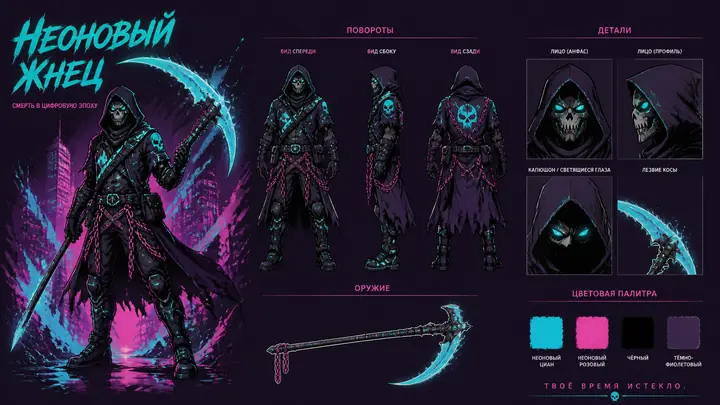 НЕОНОВЫЙ
ЖНЕЦ
СМЕРТЬ В ЦИФРОВУЮ ЭПОХУ
ПОВОРОТЫ
ВИД СПЕРЕДИ
ВИД СБОКУ
ВИД СЗАДИ
ОРУЖИЕ
ДЕТАЛИ
ЛИЦО (АНФАС)
ЛИЦО (ПРОФИЛЬ)
КАПЮШОН / СВЕТЯЩИЕСЯ ГЛАЗА
ЛЕЗВИЕ КОСЫ
ЦВЕТОВАЯ ПАЛИТРА
НЕОНОВЫЙ
ЦИАН
НЕОНОВЫЙ
РОЗОВЫЙ
ЧЁРНЫЙ
ТЁМНО-
ФИОЛЕТОВЫЙ
ТВОЁ ВРЕМЯ ИСТЕКЛО.